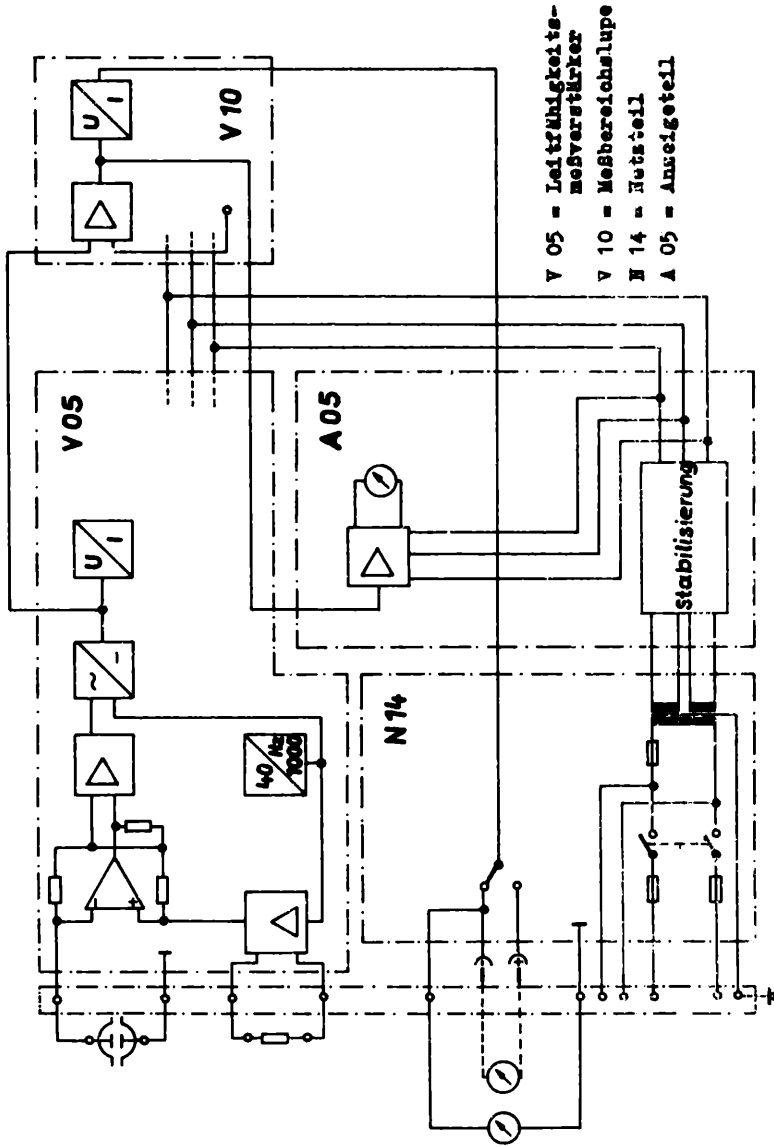 V 05
U
I
~
–
40 Hz
1000
+
V 10
U
I
A 05
Stabilisierung
N 14
V 05 = Leitfähigkeits-
meßverstärker
V 10 = Meßbereichslupe
N 14 = Netzteil
A 05 = Anzeigeteil